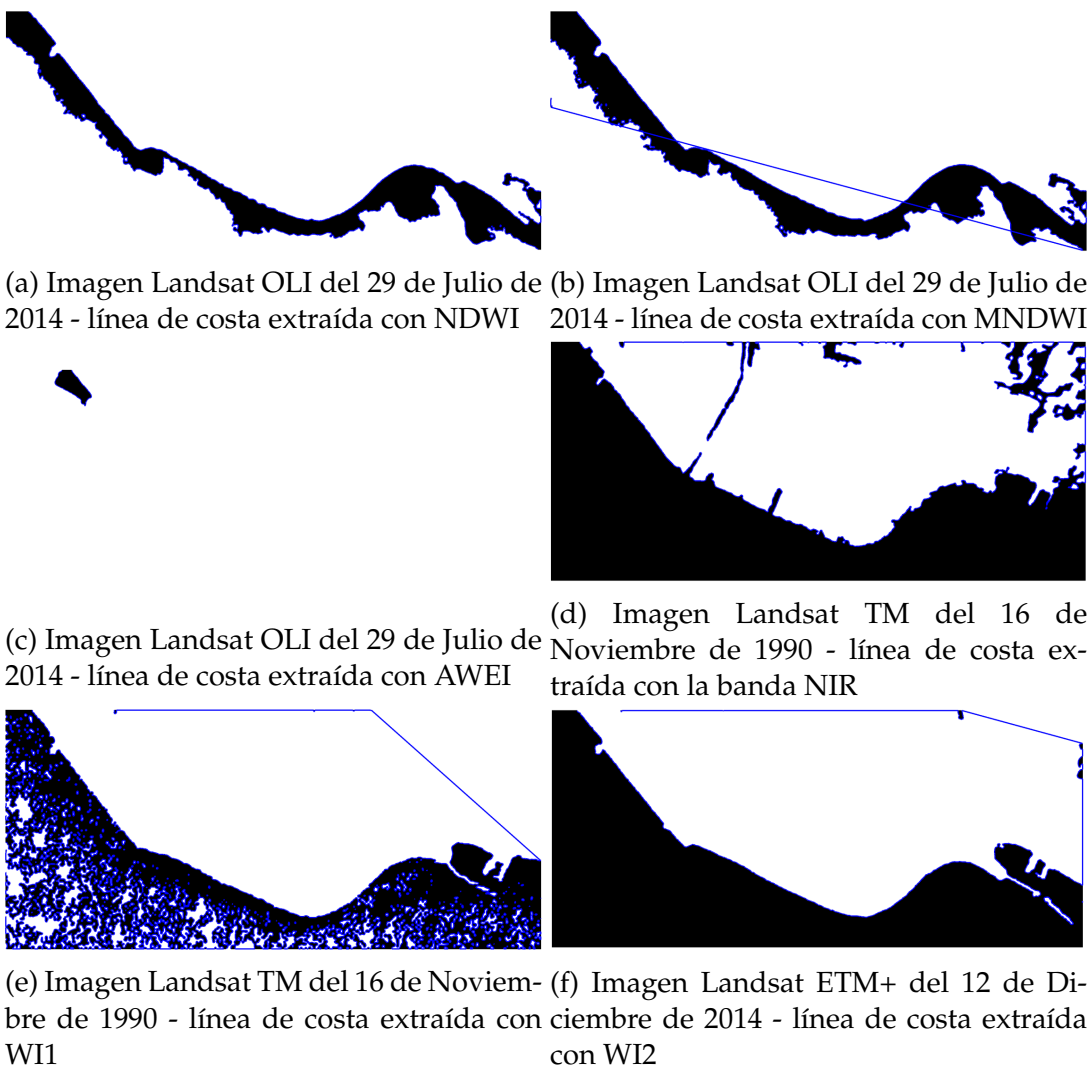 (a) Imagen Landsat OLI del 29 de Julio de
2014 - línea de costa extraída con NDWI
(b) Imagen Landsat OLI del 29 de Julio de
2014 - línea de costa extraída con MNDWI
(c) Imagen Landsat OLI del 29 de Julio de
2014 - línea de costa extraída con AWEI
(d) Imagen Landsat TM del 16 de
Noviembre de 1990 - línea de costa ex-
traída con la banda NIR
(e) Imagen Landsat TM del 16 de Noviem-
bre de 1990 - línea de costa extraída con
WI1
(f) Imagen Landsat ETM+ del 12 de Di-
ciembre de 2014 - línea de costa extraída
con WI2